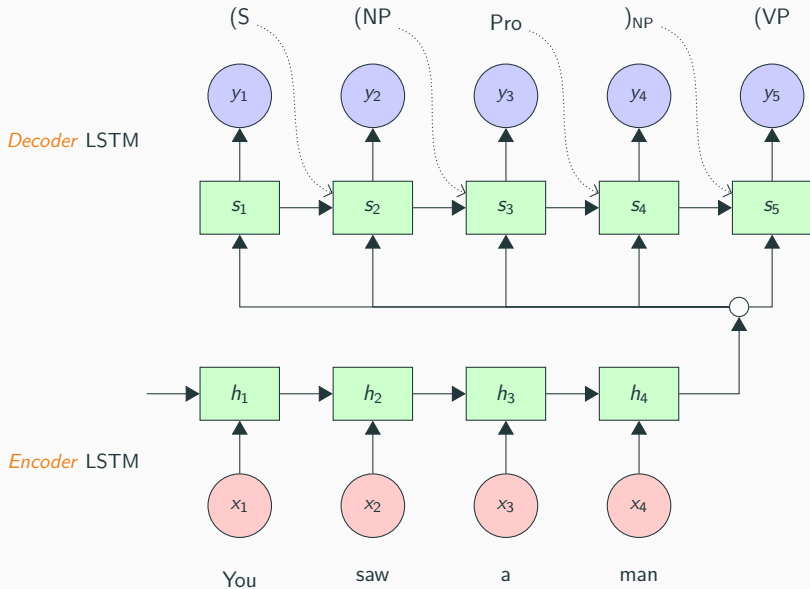 (S (NP Pro )NP (VP
y1 y2 y3 y4 y5
Decoder LSTM
s1 s2 s3 s4 s5
h1 h2 h3 h4
Encoder LSTM
x1 x2 x3 x4
You saw a man